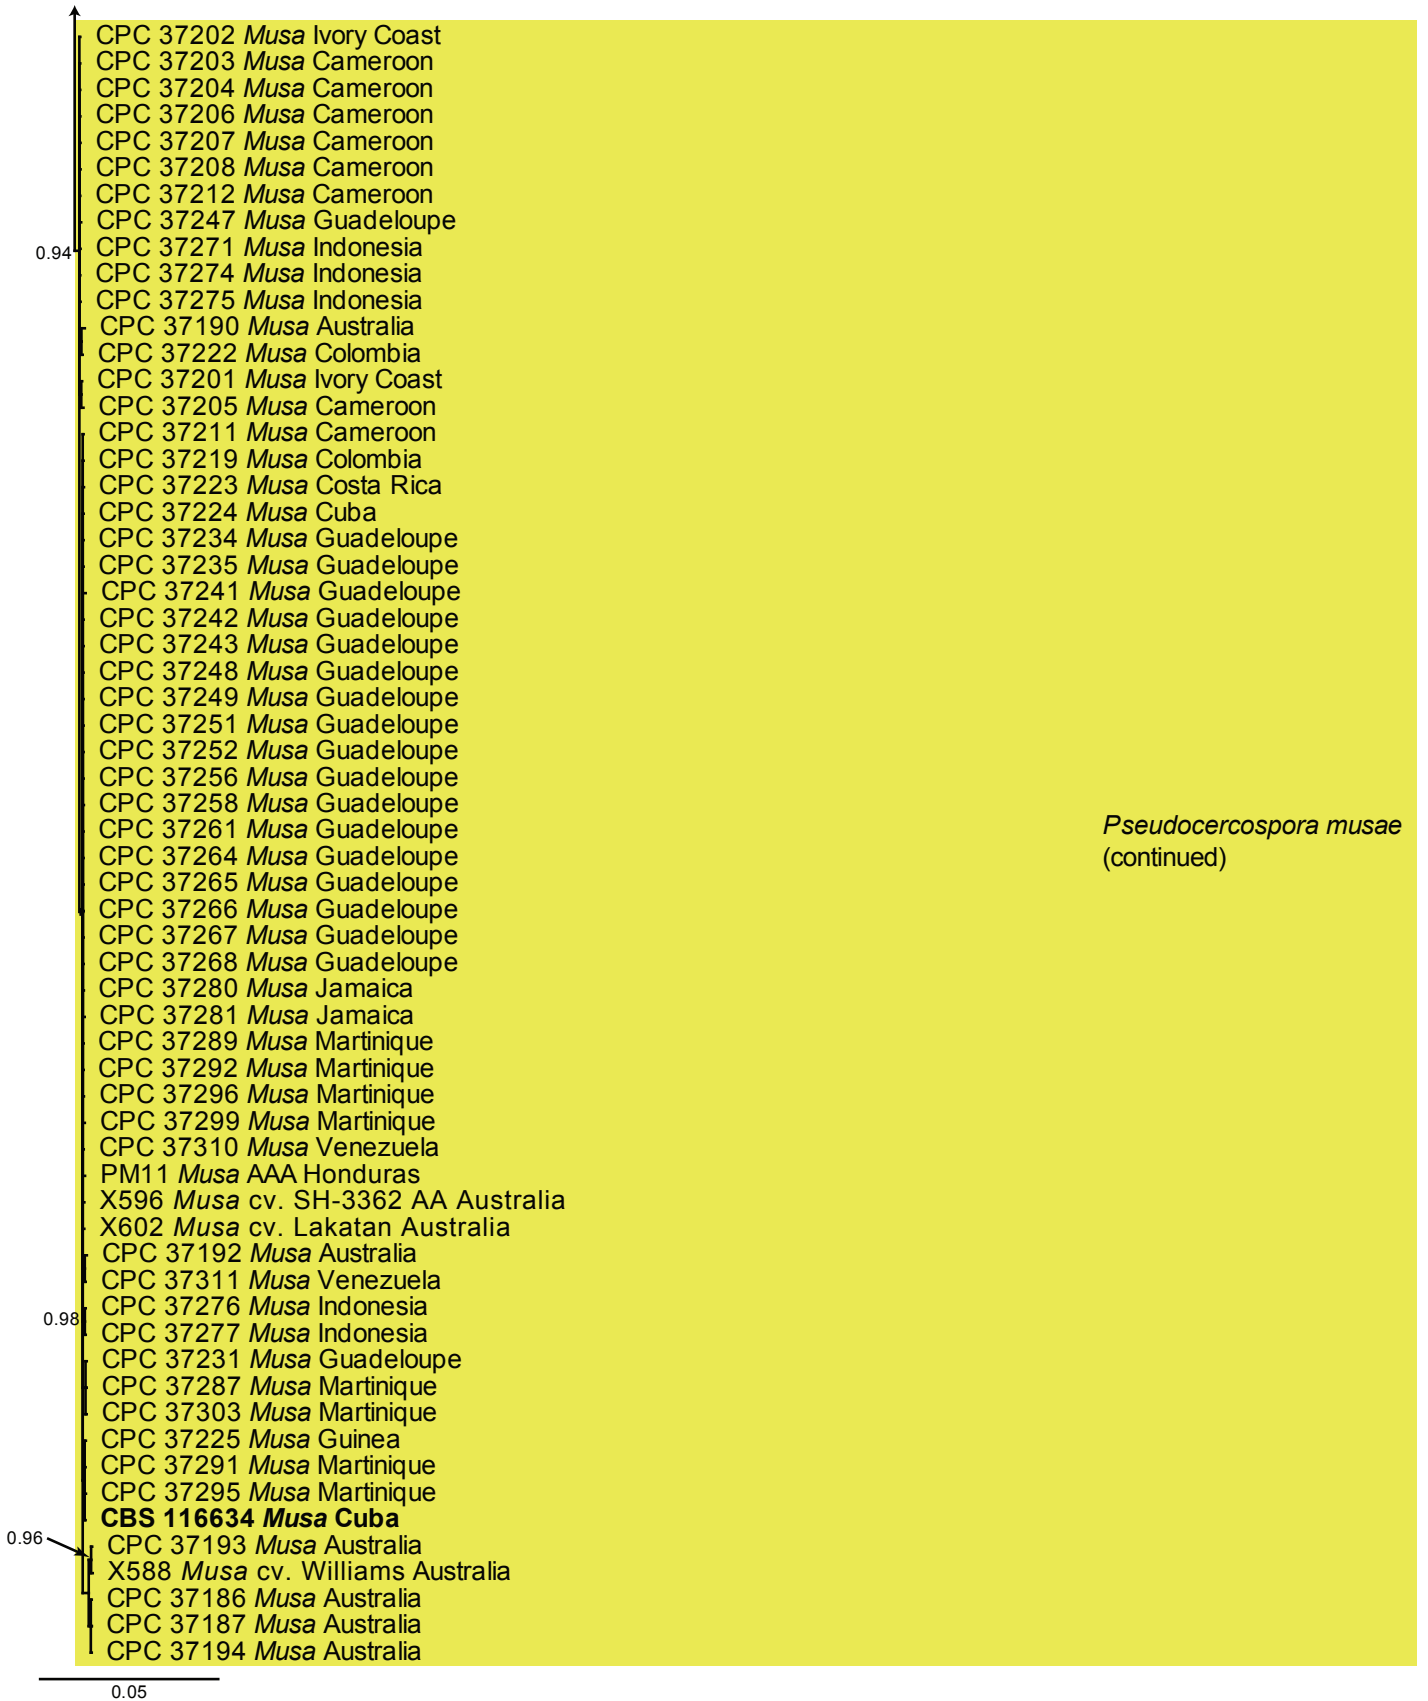 CPC 37202 Musa Ivory Coast
CPC 37203 Musa Cameroon
CPC 37204 Musa Cameroon
CPC 37206 Musa Cameroon
CPC 37207 Musa Cameroon
CPC 37208 Musa Cameroon
CPC 37212 Musa Cameroon
CPC 37247 Musa Guadeloupe
0.94
CPC 37271 Musa Indonesia
CPC 37274 Musa Indonesia
CPC 37275 Musa Indonesia
CPC 37190 Musa Australia
CPC 37222 Musa Colombia
CPC 37201 Musa Ivory Coast
CPC 37205 Musa Cameroon
CPC 37211 Musa Cameroon
CPC 37219 Musa Colombia
CPC 37223 Musa Costa Rica
CPC 37224 Musa Cuba
CPC 37234 Musa Guadeloupe
CPC 37235 Musa Guadeloupe
CPC 37241 Musa Guadeloupe
CPC 37242 Musa Guadeloupe
CPC 37243 Musa Guadeloupe
CPC 37248 Musa Guadeloupe
CPC 37249 Musa Guadeloupe
CPC 37251 Musa Guadeloupe
CPC 37252 Musa Guadeloupe
CPC 37256 Musa Guadeloupe
CPC 37258 Musa Guadeloupe
CPC 37261 Musa Guadeloupe
CPC 37264 Musa Guadeloupe
CPC 37265 Musa Guadeloupe
CPC 37266 Musa Guadeloupe
CPC 37267 Musa Guadeloupe
CPC 37268 Musa Guadeloupe
CPC 37280 Musa Jamaica
CPC 37281 Musa Jamaica
CPC 37289 Musa Martinique
CPC 37292 Musa Martinique
CPC 37296 Musa Martinique
CPC 37299 Musa Martinique
CPC 37310 Musa Venezuela
PM11 Musa AAA Honduras
X596 Musa cv. SH-3362 AA Australia
X602 Musa cv. Lakatan Australia
CPC 37192 Musa Australia
CPC 37311 Musa Venezuela
CPC 37276 Musa Indonesia
0.98
CPC 37277 Musa Indonesia
CPC 37231 Musa Guadeloupe
CPC 37287 Musa Martinique
CPC 37303 Musa Martinique
CPC 37225 Musa Guinea
CPC 37291 Musa Martinique
CPC 37295 Musa Martinique
CBS 116634 Musa Cuba
0.96
CPC 37193 Musa Australia
X588 Musa cv. Williams Australia
CPC 37186 Musa Australia
CPC 37187 Musa Australia
CPC 37194 Musa Australia
Pseudocercospora musae
(continued)
0.05